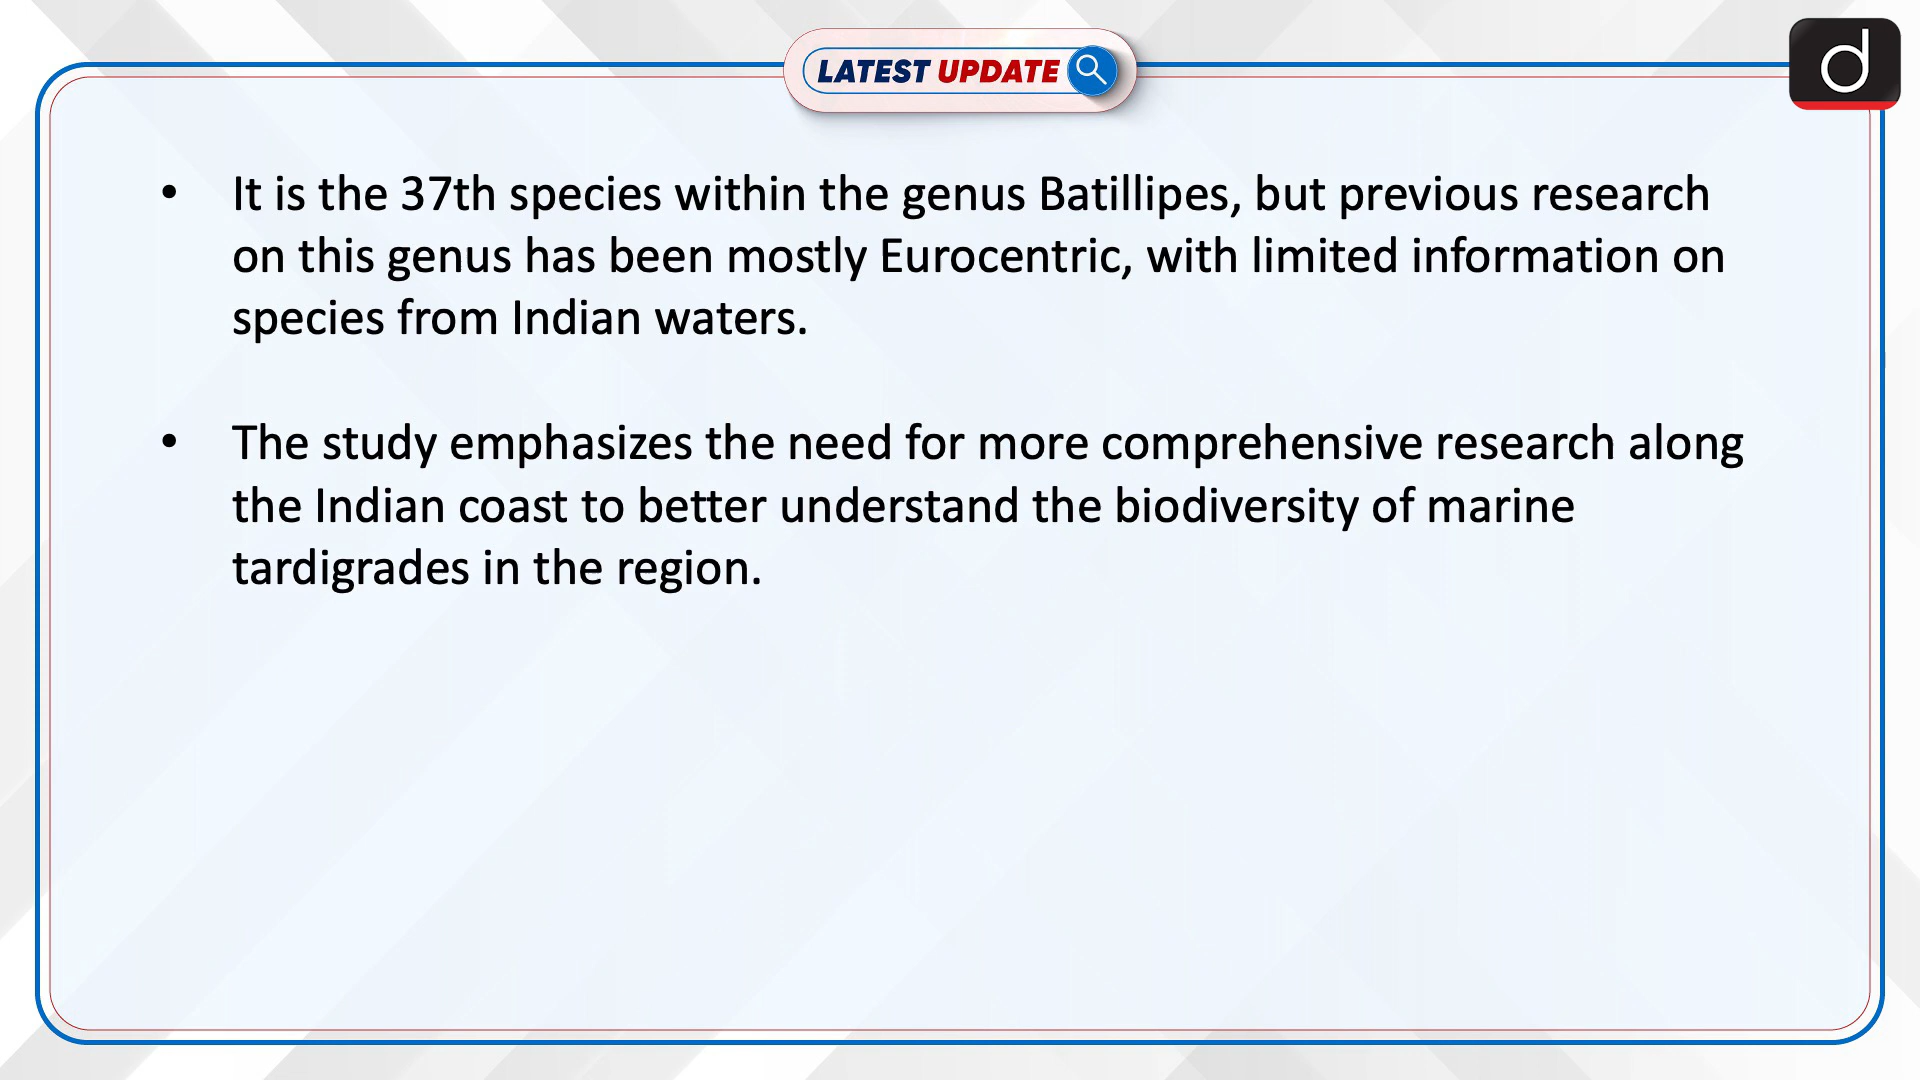 LATEST UPDATE
d
• It is the 37th species within the genus Batillipes, but previous research
on this genus has been mostly Eurocentric, with limited information on
species from Indian waters.
• The study emphasizes the need for more comprehensive research along
the Indian coast to better understand the biodiversity of marine
tardigrades in the region.